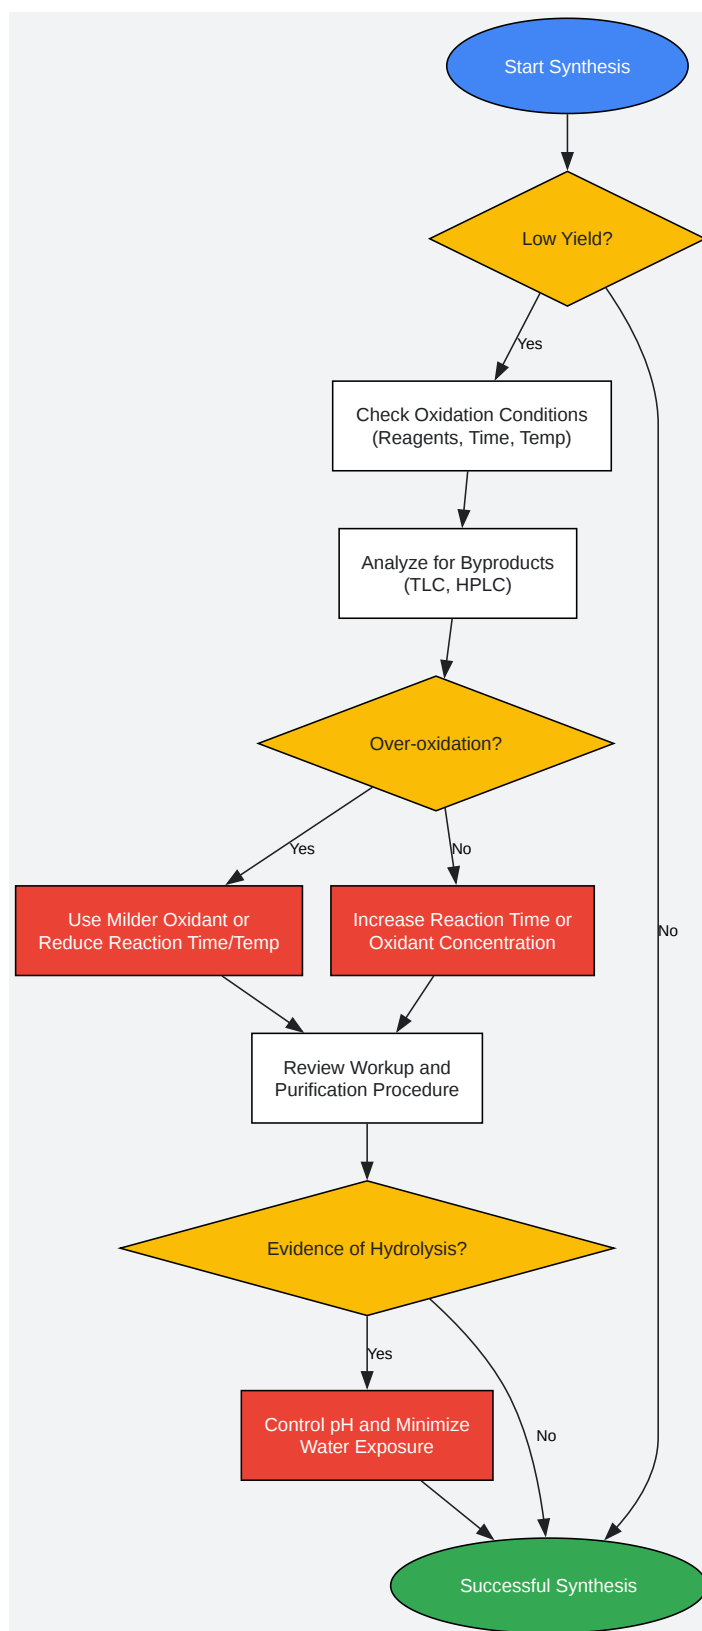 Start Synthesis
Low Yield?
Yes
Check Oxidation Conditions
(Reagents, Time, Temp)
Analyze for Byproducts
(TLC, HPLC)
Over-oxidation?
Yes
No
Use Milder Oxidant or
Reduce Reaction Time/Temp
Increase Reaction Time or
Oxidant Concentration
No
Review Workup and
Purification Procedure
Evidence of Hydrolysis?
Yes
Control pH and Minimize
Water Exposure
No
Successful Synthesis